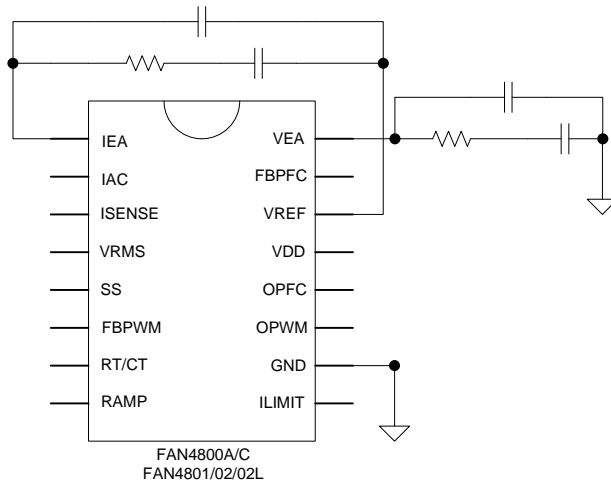 IEA
IAC
ISENSE
VRMS
SS
FBPWM
RT/CT
RAMP
VEA
FBPFC
VREF
VDD
OPFC
OPWM
GND
ILIMIT
FAN4800A/C
FAN4801/02/02L